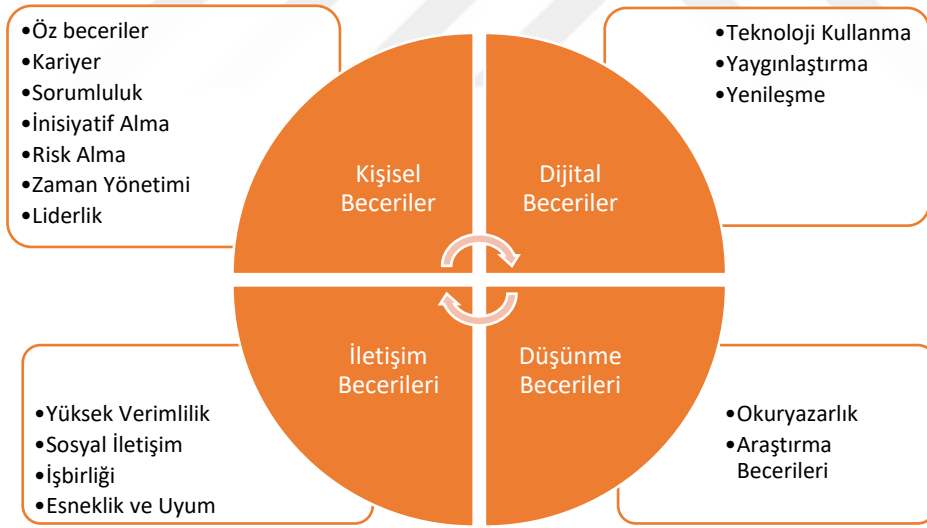 •Öz beceriler
•Kariyer
•Sorumluluk
•İnisiyatif Alma
•Risk Alma
•Zaman Yönetimi
•Liderlik
•Teknoloji Kullanma
•Yaygınlaştırma
•Yenileşme
Kişisel
Beceriler
Dijital
Beceriler
İletişim
Becerileri
Düşünme
Becerileri
•Yüksek Verimlilik
•Sosyal İletişim
•İşbirliği
•Esneklik ve Uyum
•Okuryazarlık
•Araştırma
Becerileri